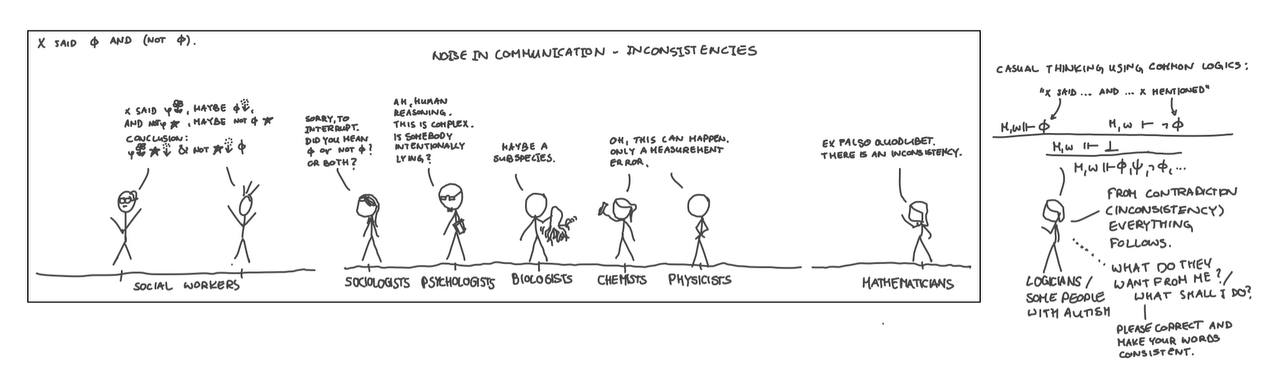 X SAID ϕ AND (NOT ϕ).
NOISE IN COMMUNICATION - INCONSISTENCIES
X SAID φ, MAYBE ϕ,
AND NOT φ ★, MAYBE NOT ϕ ★
CONCLUSION:
φ ★ & NOT ★ ϕ
SORRY, TO
INTERRUPT.
DID YOU MEAN
ϕ OR NOT ϕ?
OR BOTH?
AH, HUMAN
REASONING.
THIS IS COMPLEX.
IS SOMEBODY
INTENTIONALLY
LYING?
MAYBE A
SUBSPECIES.
OH, THIS CAN HAPPEN.
ONLY A MEASUREMENT
ERROR.
EX FALSO QUODLIBET.
THERE IS AN INCONSISTENCY.
SOCIAL WORKERS
SOCIOLOGISTS
PSYCHOLOGISTS
BIOLOGISTS
CHEMISTS
PHYSICISTS
MATHEMATICIANS
CASUAL THINKING USING COMMON LOGICS:
"X SAID ... AND ... X MENTIONED"
M,w ⊩ ϕ M,w ⊢ ¬ϕ
M,w ⊩ ⊥
M,w ⊩ ϕ,ψ,¬ϕ,...
FROM CONTRADICTION
(INCONSISTENCY)
EVERYTHING
FOLLOWS.
WHAT DO THEY
WANT FROM ME?/
WHAT SHALL I DO?
LOGICIANS /
SOME PEOPLE
WITH AUTISM
PLEASE CORRECT AND
MAKE YOUR WORDS
CONSISTENT.